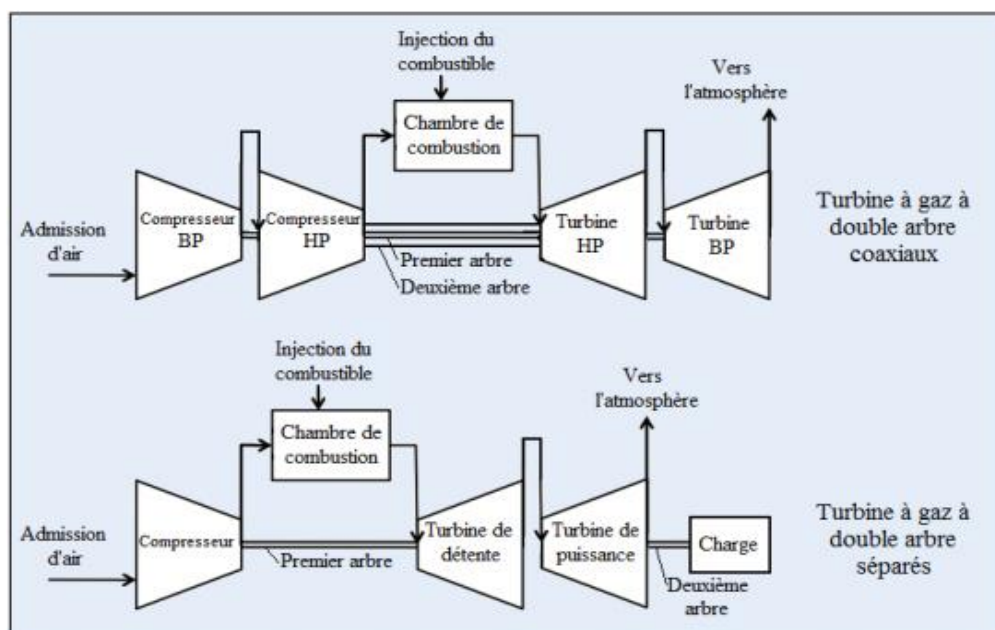 Injection du
combustible
Chambre de
combustion
Vers
l'atmosphère
Admission
d'air
Compresseur
BP
Compresseur
HP
Premier arbre
Deuxième arbre
Turbine
HP
Turbine
BP
Turbine à gaz à
double arbre
coaxiaux
Injection du
combustible
Chambre de
combustion
Vers
l'atmosphère
Admission
d'air
Compresseur
Premier arbre
Turbine de
détente
Turbine de
puissance
Charge
Deuxième
arbre
Turbine à gaz à
double arbre
séparés